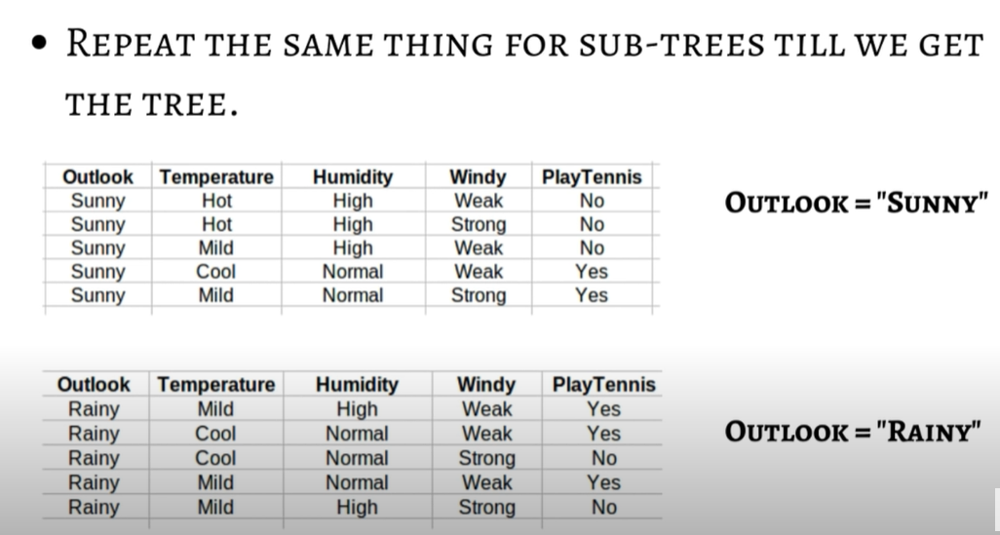 • Repeat the same thing for sub-trees till we get
the tree.
Outlook Temperature Humidity Windy PlayTennis
Sunny Hot High Weak No
Sunny Hot High Strong No
Sunny Mild High Weak No
Sunny Cool Normal Weak Yes
Sunny Mild Normal Strong Yes
Outlook = "Sunny"
Outlook Temperature Humidity Windy PlayTennis
Rainy Mild High Weak Yes
Rainy Cool Normal Weak Yes
Rainy Cool Normal Strong No
Rainy Mild Normal Weak Yes
Rainy Mild High Strong No
Outlook = "Rainy"